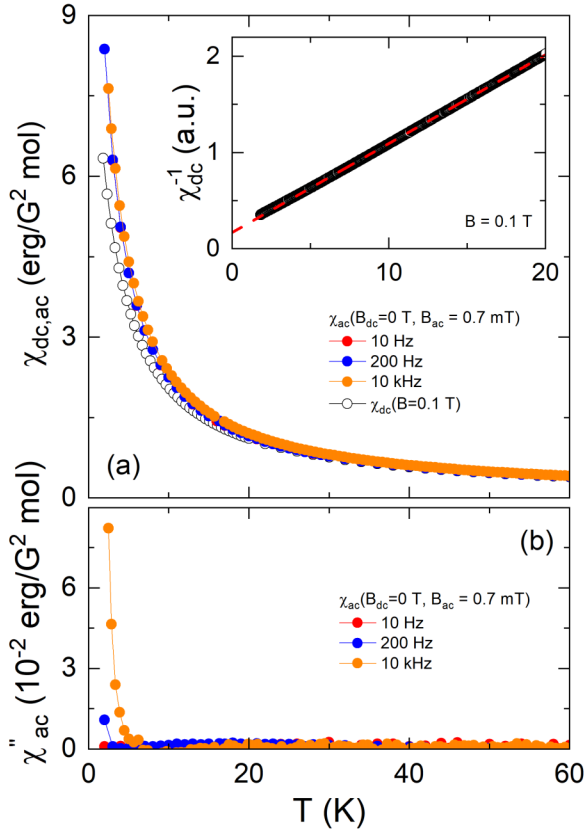 9
6
3
0
χdc,ac (erg/G² mol)
(a)
2
1
0
χdc⁻¹ (a.u.)
B = 0.1 T
0 10 20
χac(Bdc=0 T, Bac = 0.7 mT)
10 Hz
200 Hz
10 kHz
χdc(B=0.1 T)
9
6
3
0
χ"ac (10⁻² erg/G² mol)
(b)
χac(Bdc=0 T, Bac = 0.7 mT)
10 Hz
200 Hz
10 kHz
0 20 40 60
T (K)